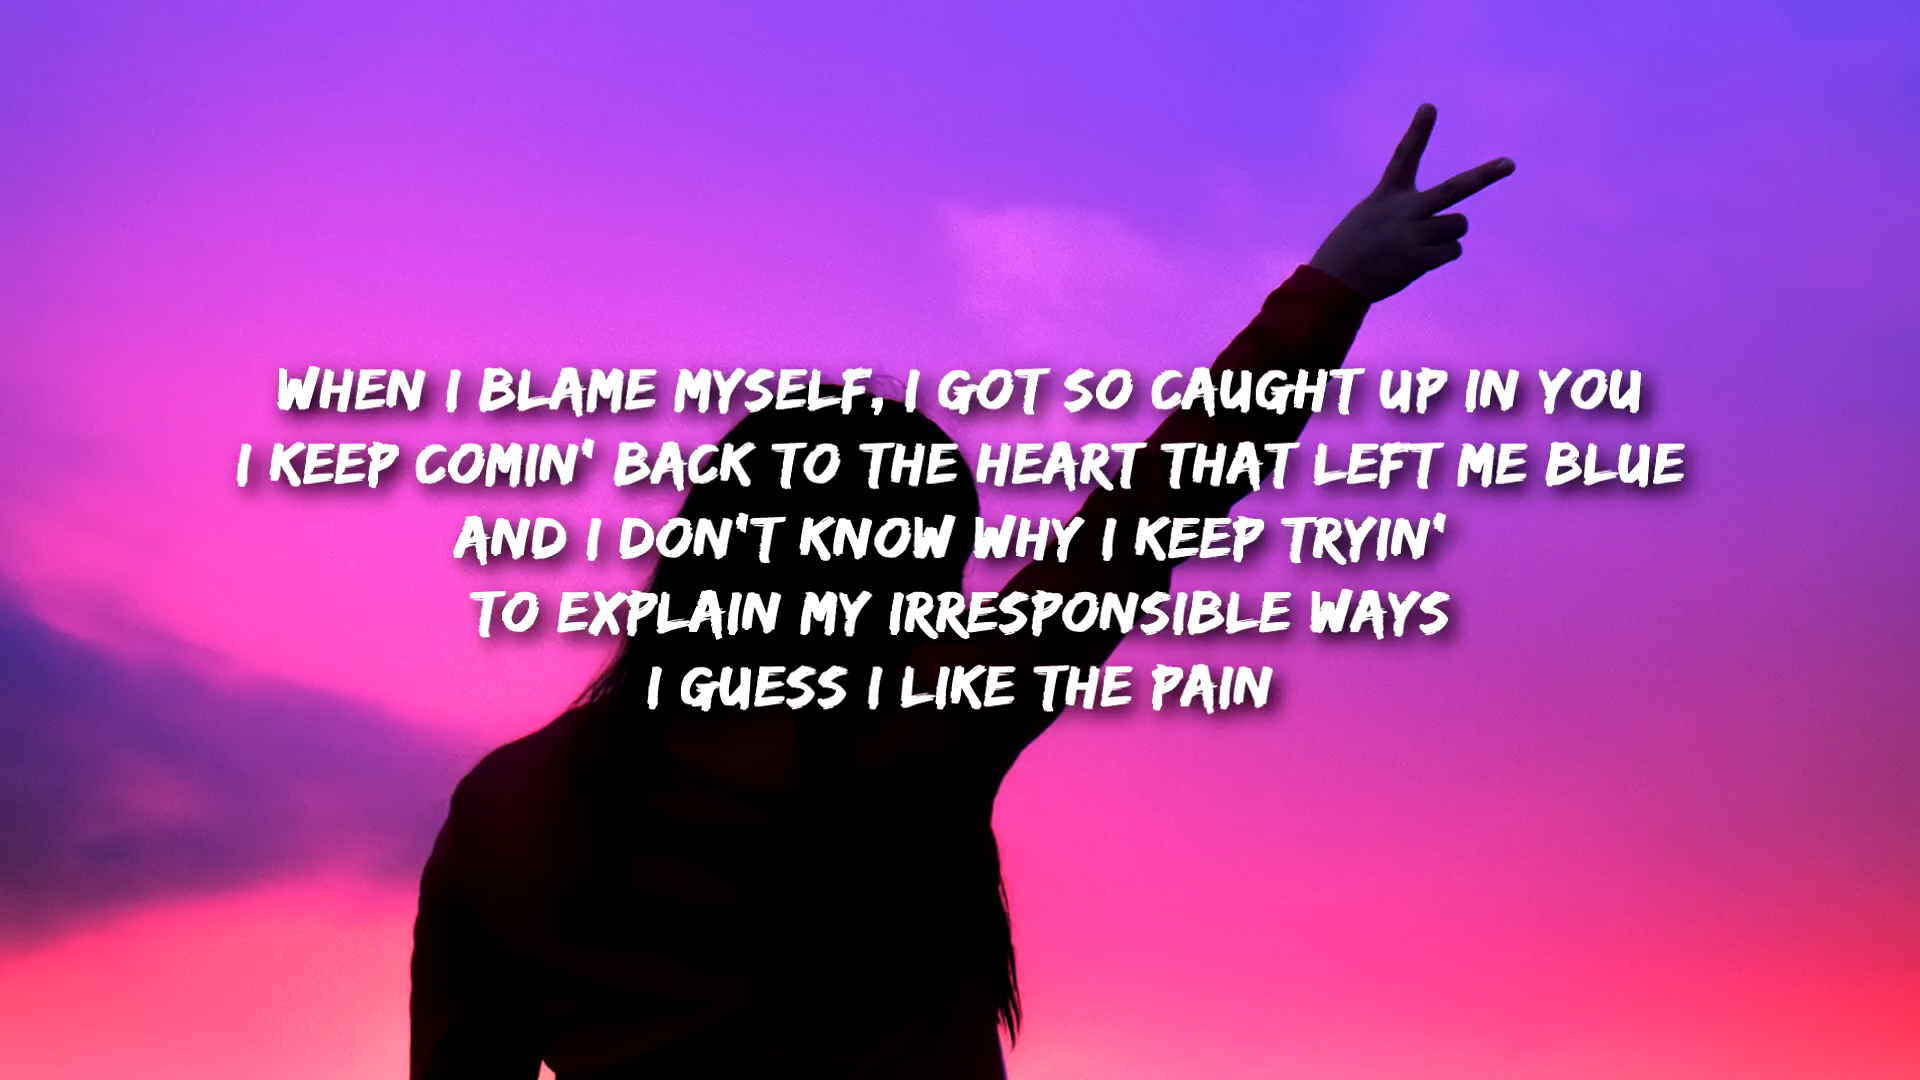 WHEN I BLAME MYSELF, I GOT SO CAUGHT UP IN YOU
I KEEP COMIN' BACK TO THE HEART THAT LEFT ME BLUE
AND I DON'T KNOW WHY I KEEP TRYIN'
TO EXPLAIN MY IRRESPONSIBLE WAYS
I GUESS I LIKE THE PAIN